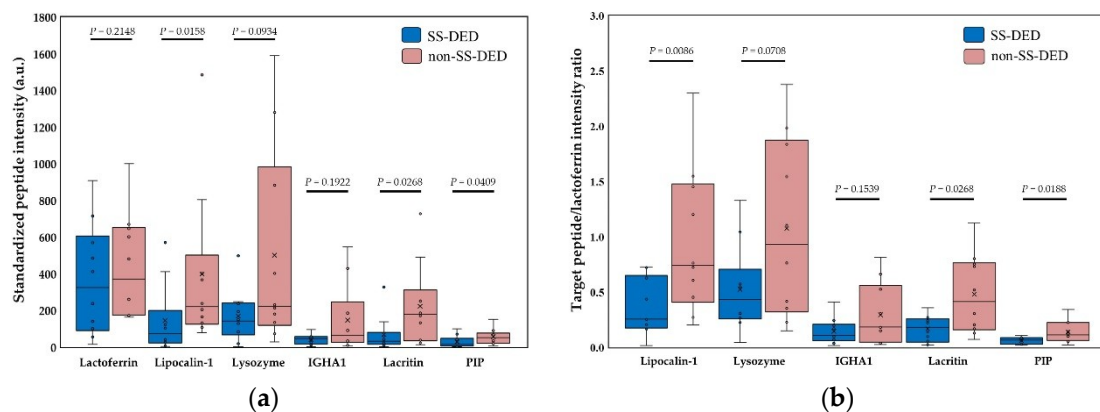 1800
1600
1400
1200
1000
800
600
400
200
0
Standardized peptide intensity (a.u.)
P = 0.2148
P = 0.0158
P = 0.0934
P = 0.1922
P = 0.0268
P = 0.0409
SS-DED
non-SS-DED
Lactoferrin Lipocalin-1 Lysozyme IGHA1 Lacritin PIP
(a)
3.0
2.5
2.0
1.5
1.0
0.5
0.0
Target peptide/lactoferrin intensity ratio
P = 0.0086
P = 0.0708
P = 0.1539
P = 0.0268
P = 0.0188
SS-DED
non-SS-DED
Lipocalin-1 Lysozyme IGHA1 Lacritin PIP
(b)